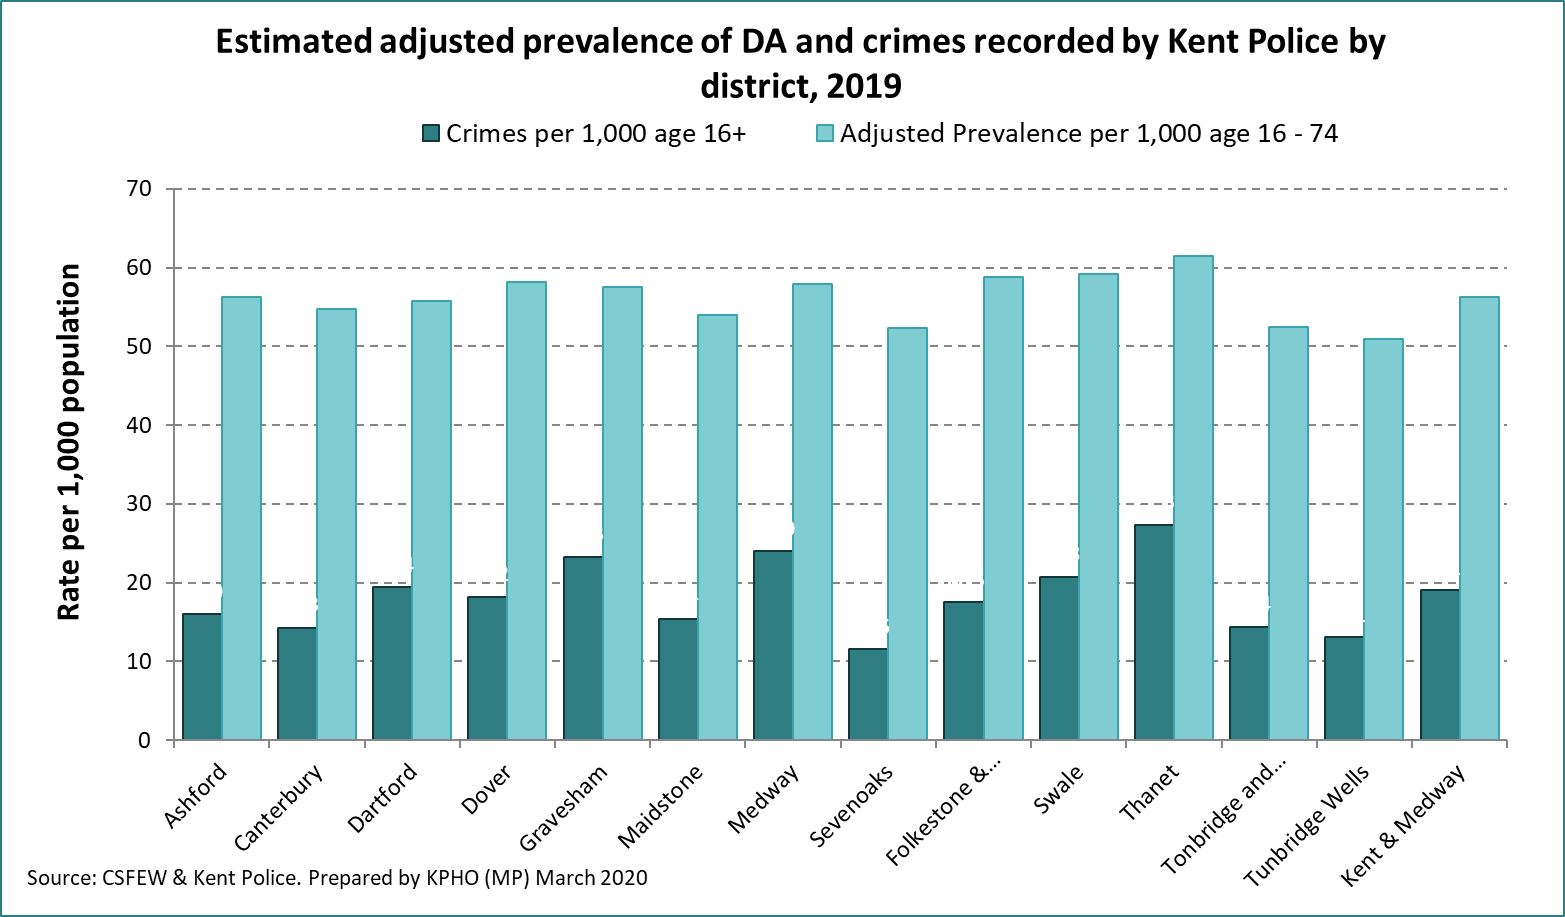 Estimated adjusted prevalence of DA and crimes recorded by Kent Police by
district, 2019
Crimes per 1,000 age 16+
Adjusted Prevalence per 1,000 age 16 - 74
Rate per 1,000 population
70
60
50
40
30
20
10
0
Ashford
Canterbury
Dartford
Dover
Gravesham
Maidstone
Medway
Sevenoaks
Folkestone &...
Swale
Thanet
Tonbridge and...
Tunbridge Wells
Kent & Medway
Source: CSFEW & Kent Police. Prepared by KPHO (MP) March 2020